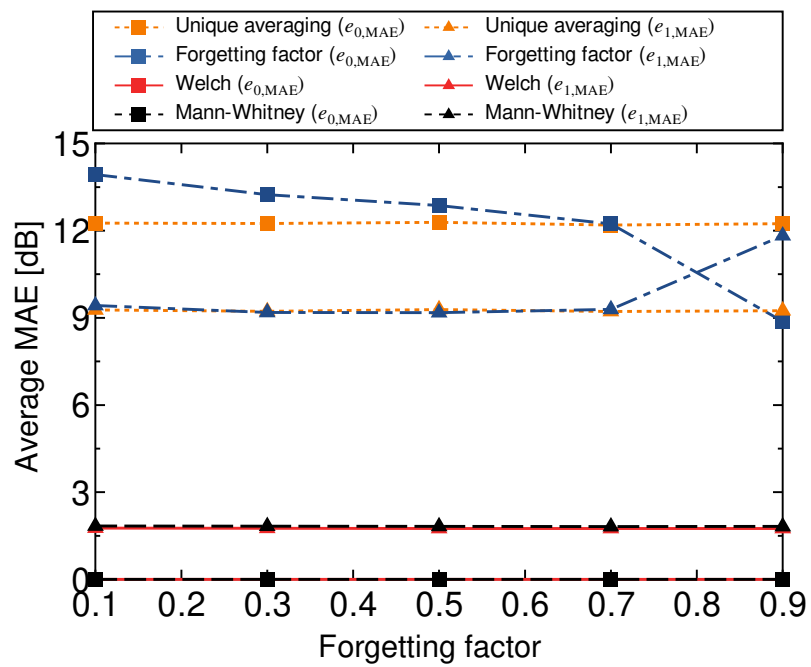 Unique averaging (e0,MAE) Unique averaging (e1,MAE)
Forgetting factor (e0,MAE) Forgetting factor (e1,MAE)
Welch (e0,MAE) Welch (e1,MAE)
Mann-Whitney (e0,MAE) Mann-Whitney (e1,MAE)
15
12
9
6
3
0
Average MAE [dB]
0.1 0.2 0.3 0.4 0.5 0.6 0.7 0.8 0.9
Forgetting factor